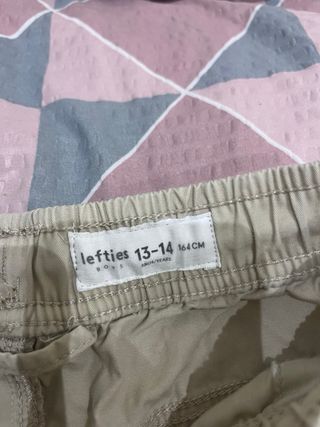 lefties 13-14 164CM
BOYS AÑOS/YEARS